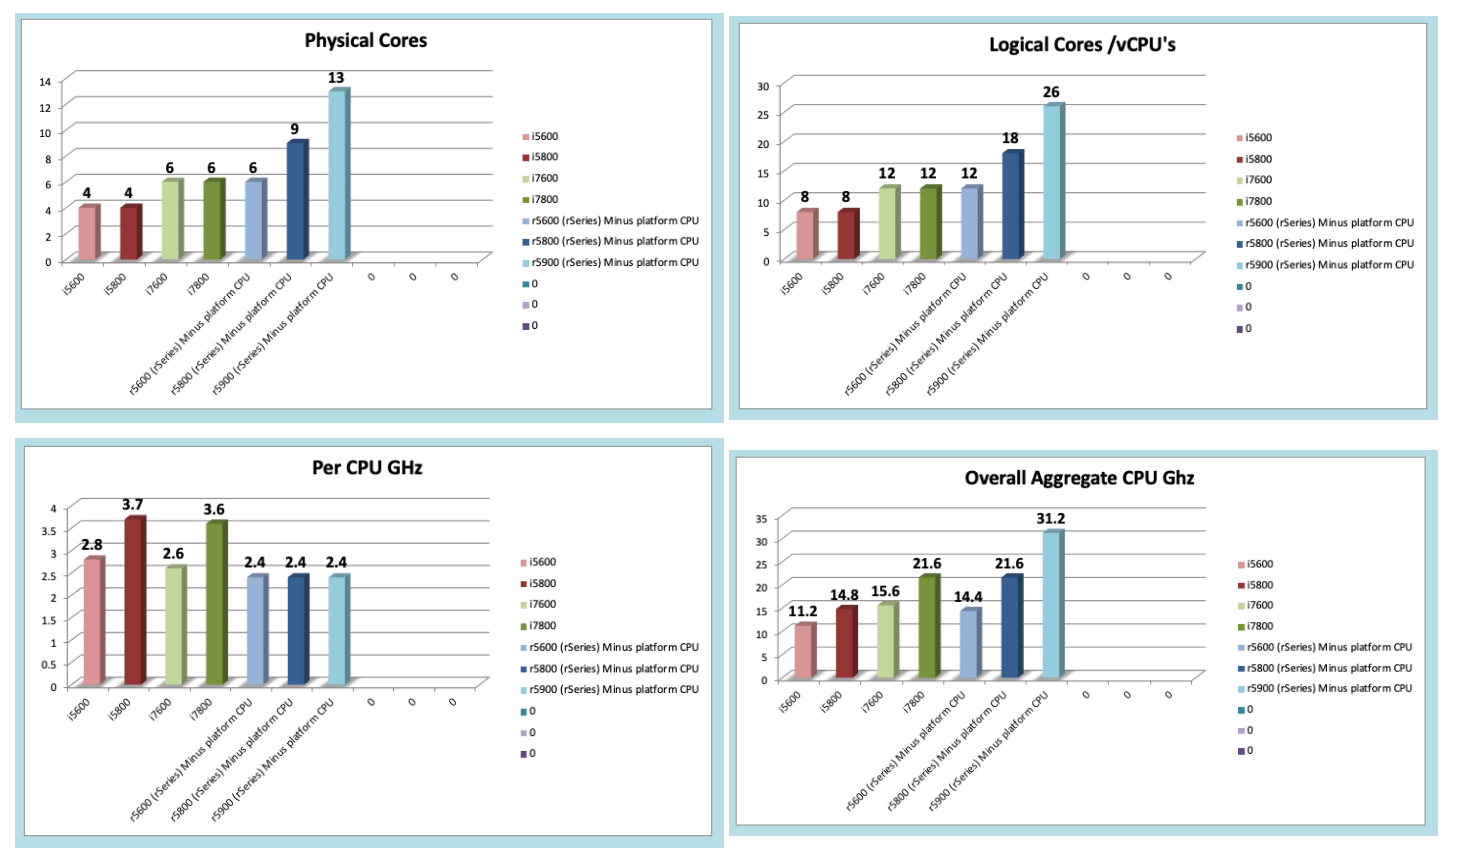 Physical Cores
14
12
10
8
6
4
2
0
4
4
6
6
6
9
13
i5600
i5800
i7600
i7800
r5600 (rSeries) Minus platform CPU
r5800 (rSeries) Minus platform CPU
r5900 (rSeries) Minus platform CPU
0
0
0
i5600
i5800
i7600
i7800
r5600 (rSeries) Minus platform CPU
r5800 (rSeries) Minus platform CPU
r5900 (rSeries) Minus platform CPU
0
0
0
Logical Cores /vCPU's
30
25
20
15
10
5
0
8
8
12
12
12
18
26
i5600
i5800
i7600
i7800
r5600 (rSeries) Minus platform CPU
r5800 (rSeries) Minus platform CPU
r5900 (rSeries) Minus platform CPU
0
0
0
i5600
i5800
i7600
i7800
r5600 (rSeries) Minus platform CPU
r5800 (rSeries) Minus platform CPU
r5900 (rSeries) Minus platform CPU
0
0
0
Per CPU GHz
4
3.5
3
2.5
2
1.5
1
0.5
0
2.8
3.7
2.6
3.6
2.4
2.4
2.4
i5600
i5800
i7600
i7800
r5600 (rSeries) Minus platform CPU
r5800 (rSeries) Minus platform CPU
r5900 (rSeries) Minus platform CPU
0
0
0
i5600
i5800
i7600
i7800
r5600 (rSeries) Minus platform CPU
r5800 (rSeries) Minus platform CPU
r5900 (rSeries) Minus platform CPU
0
0
0
Overall Aggregate CPU Ghz
35
30
25
20
15
10
5
0
11.2
14.8
15.6
21.6
14.4
21.6
31.2
i5600
i5800
i7600
i7800
r5600 (rSeries) Minus platform CPU
r5800 (rSeries) Minus platform CPU
r5900 (rSeries) Minus platform CPU
0
0
0
i5600
i5800
i7600
i7800
r5600 (rSeries) Minus platform CPU
r5800 (rSeries) Minus platform CPU
r5900 (rSeries) Minus platform CPU
0
0
0